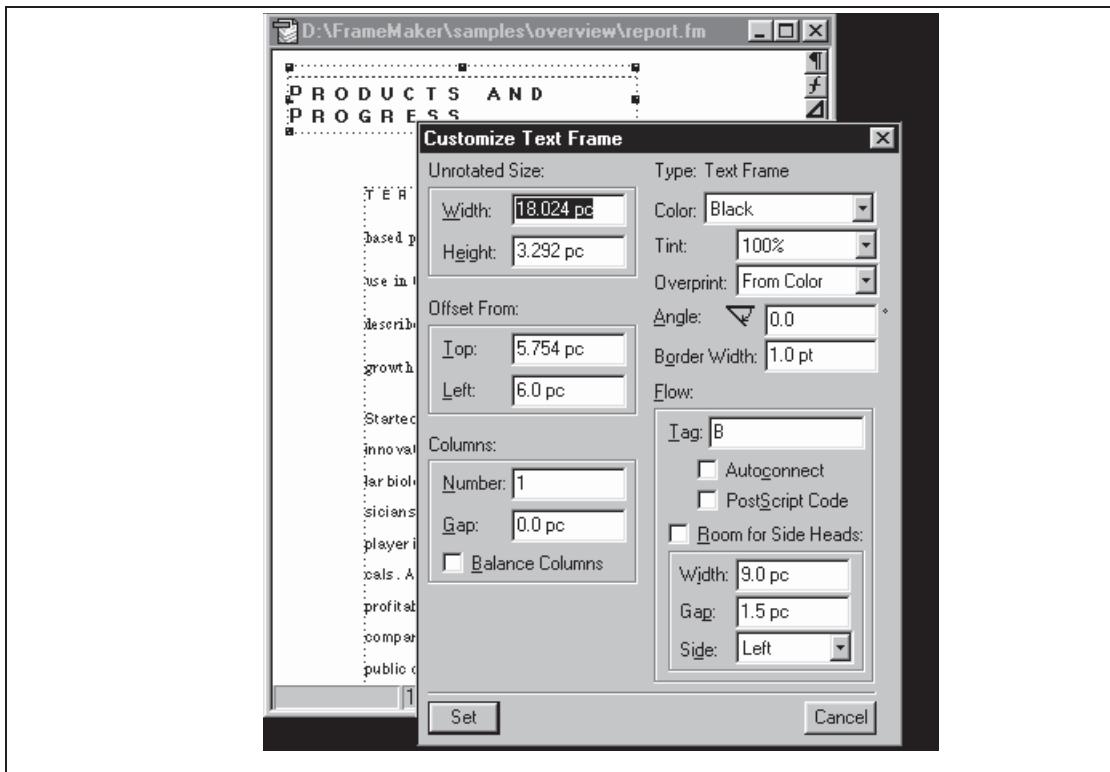 D:\FrameMaker\samples\overview\report.fm
PRODUCTS AND
PROGRESS
Customize Text Frame
Unrotated Size:
Width: 18.024 pc
Height: 3.292 pc
Offset From:
Top: 5.754 pc
Left: 6.0 pc
Columns:
Number: 1
Gap: 0.0 pc
Balance Columns
Type: Text Frame
Color: Black
Tint: 100%
Overprint: From Color
Angle: 0.0 °
Border Width: 1.0 pt
Flow:
Tag: B
Autoconnect
PostScript Code
Room for Side Heads:
Width: 9.0 pc
Gap: 1.5 pc
Side: Left
Set
Cancel
based p
use in
describ
growth
Started
innovat
lar biol
sicians
player i
cals. A
profitab
compan
public
1